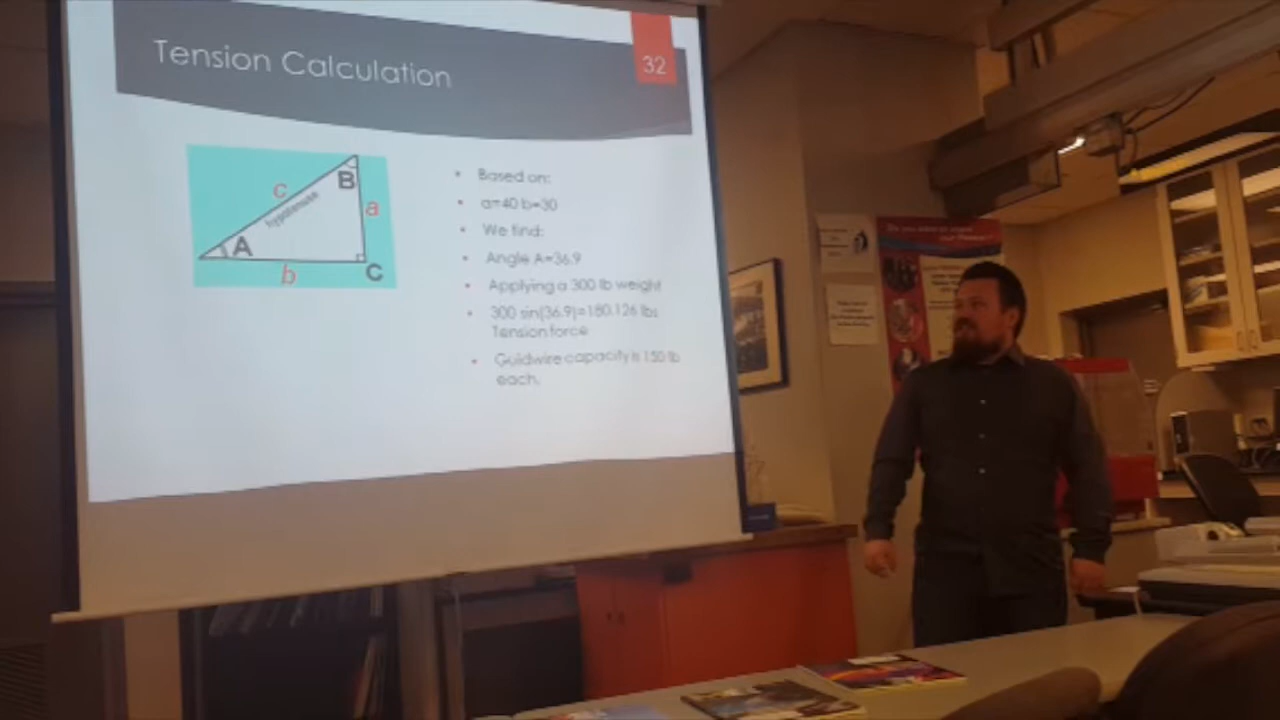 Tension Calculation
32
c
hypotenuse
B
a
A
b
C
Based on:
a=40 b=30
We find:
Angle A=36.9
Applying a 300 lb weight
300 sin(36.9)=180.126 lbs
Tension force
Guidwire capacity is 150 lb
each.